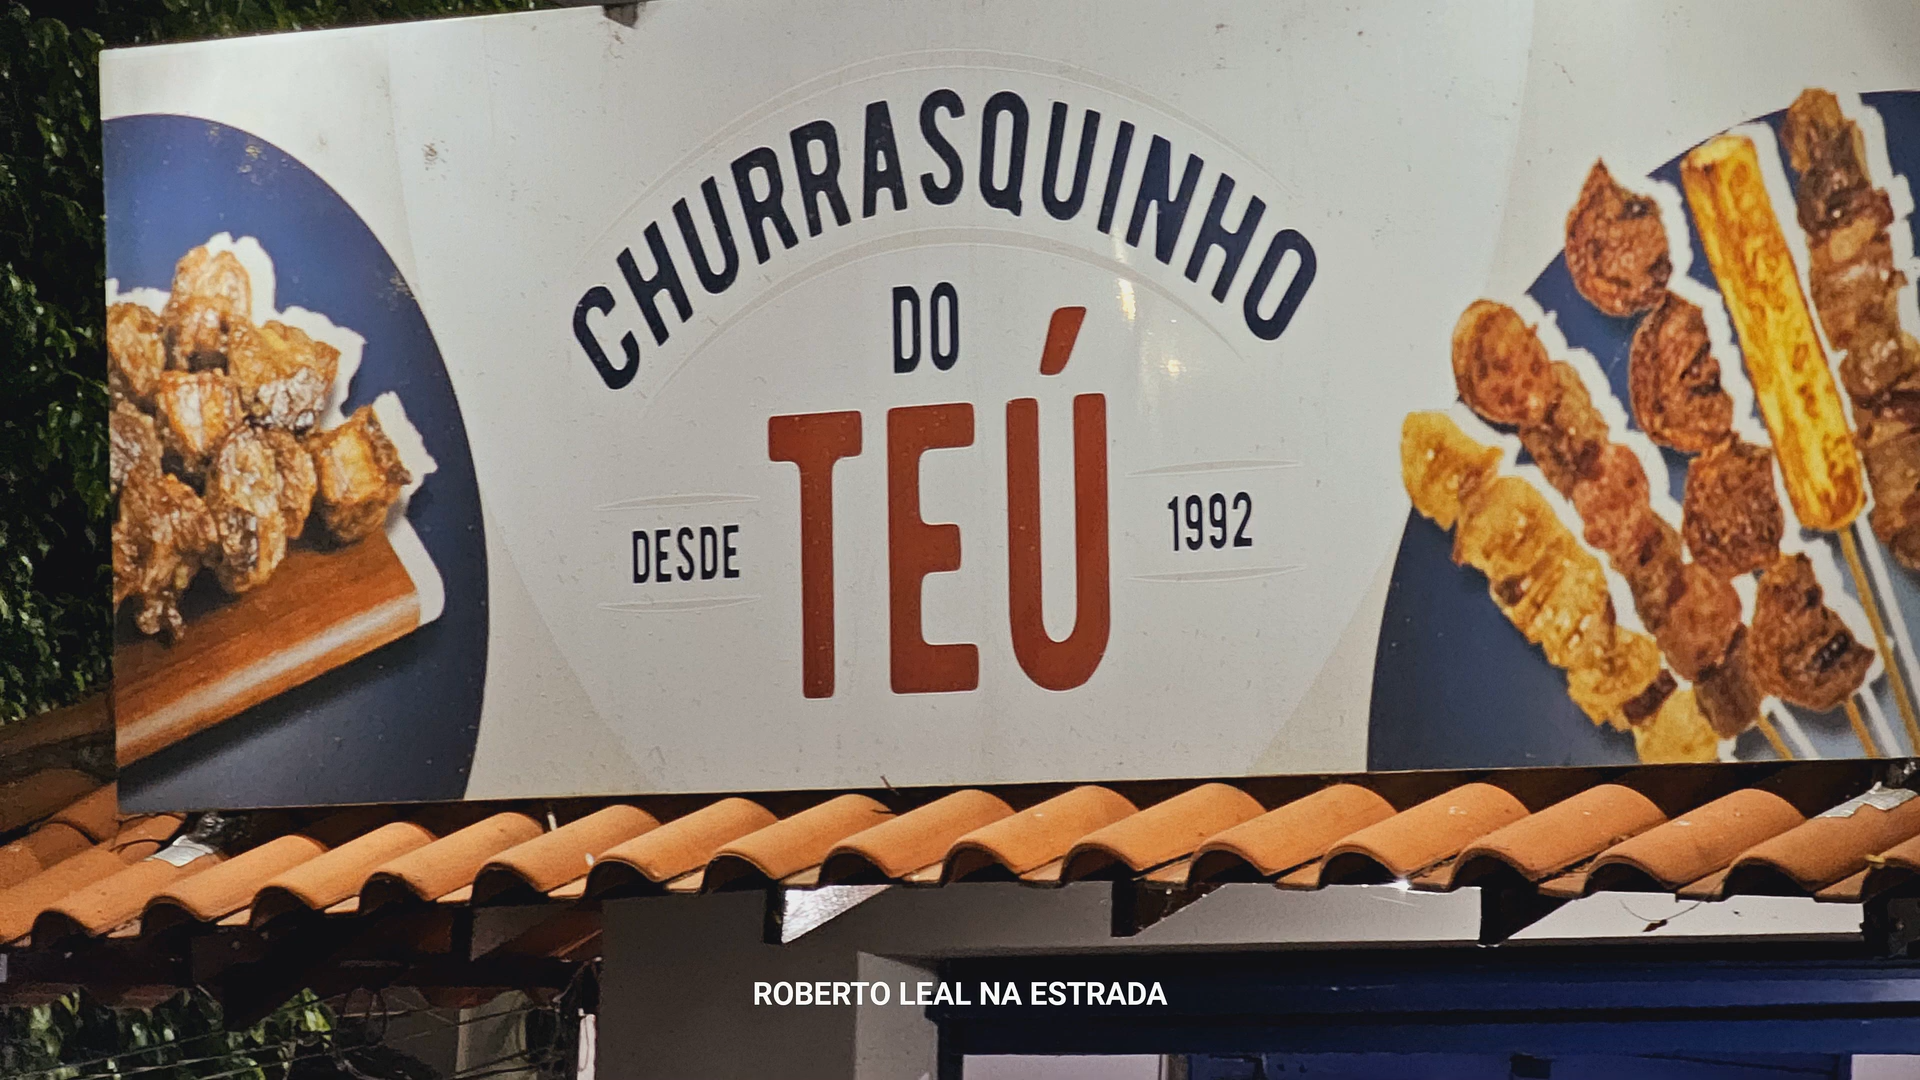 CHURRASQUINHO
DO
TEÚ
DESDE 1992
ROBERTO LEAL NA ESTRADA